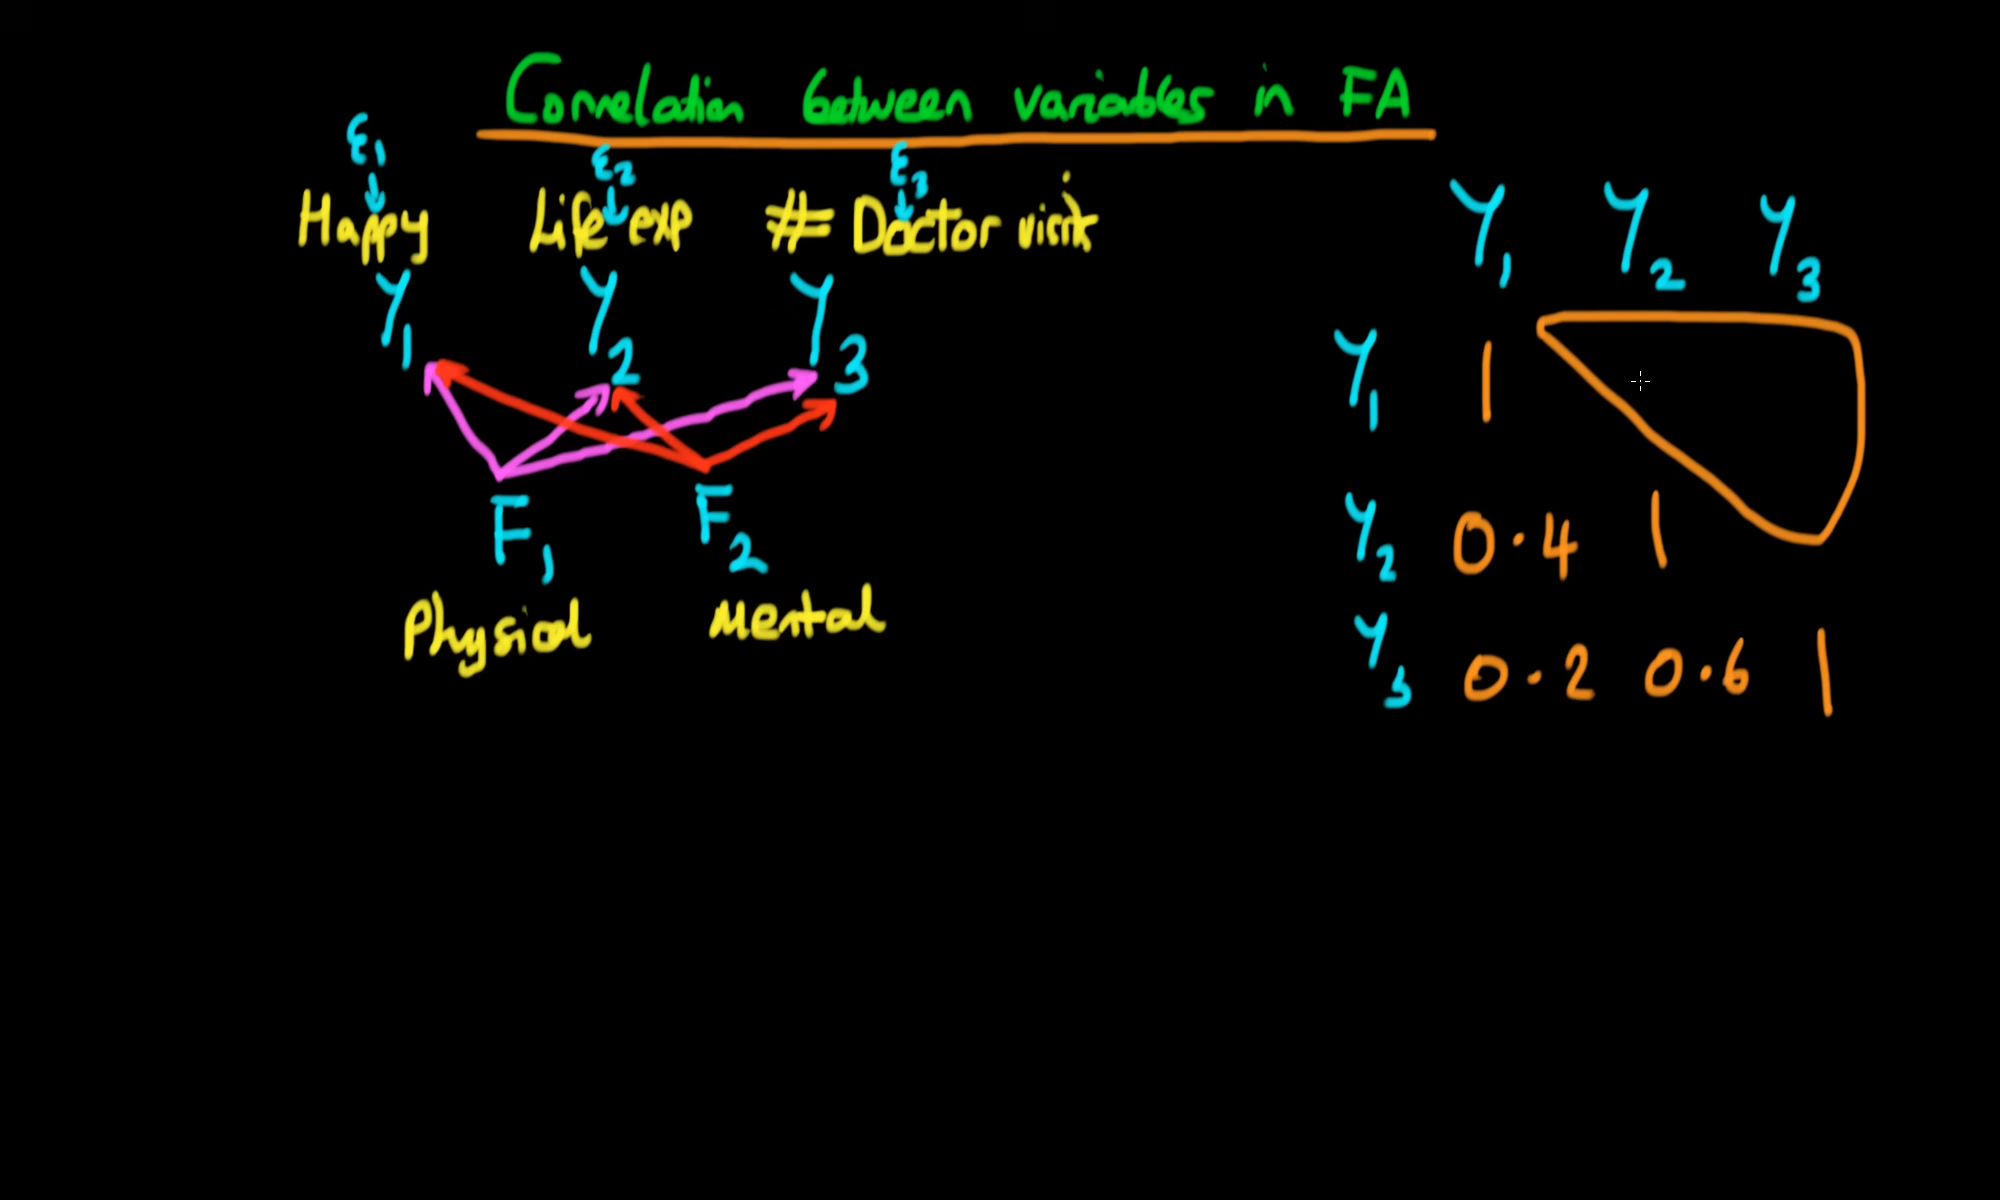 Correlation between variables in FA
ε1 ε2 ε3
Happy Life exp # Doctor visits
Y1 Y2 Y3
F1 F2
Physical Mental
Y1 Y2 Y3
Y1 1
Y2 0.4 1
Y3 0.2 0.6 1